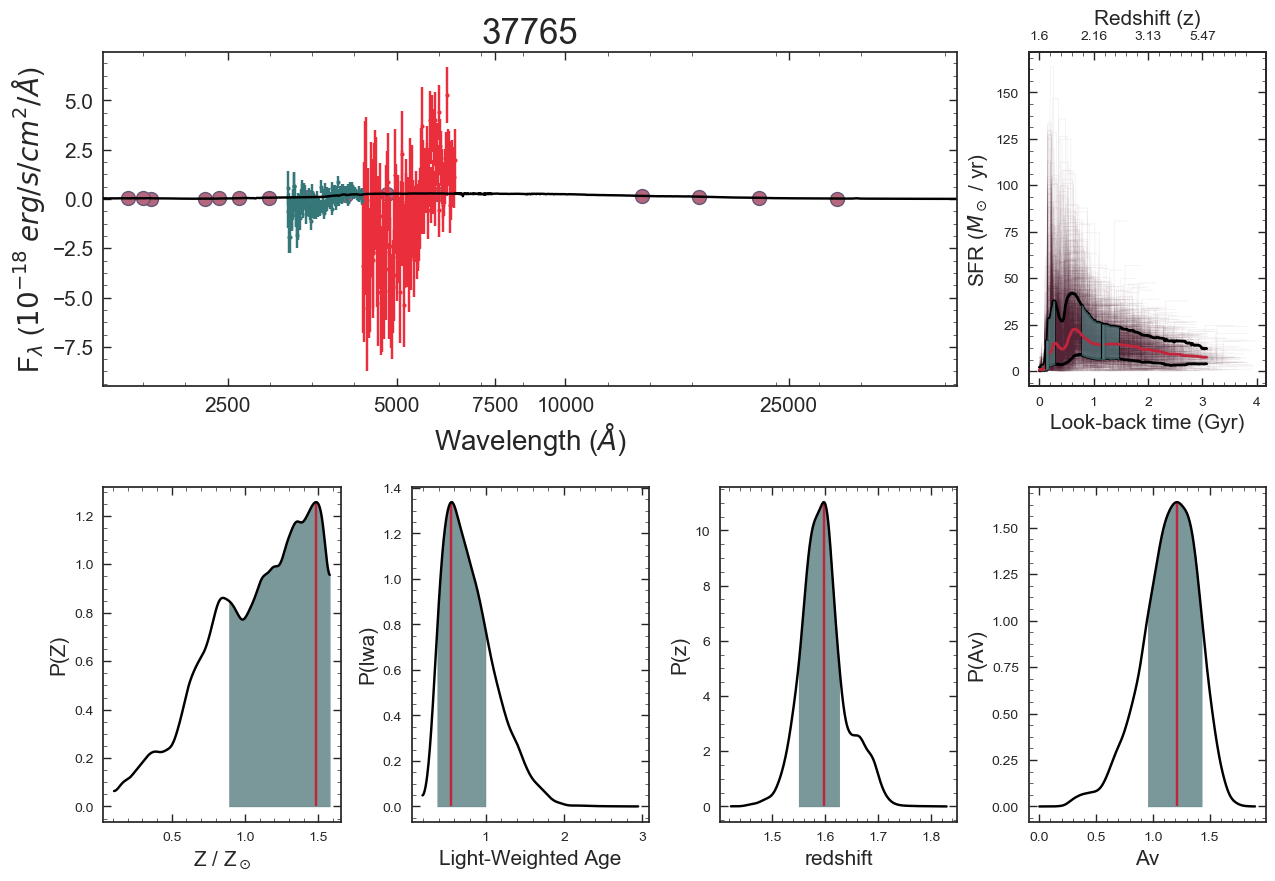 37765
F_λ (10^{-18} erg/s/cm^2/Å)
5.0
2.5
0.0
−2.5
−5.0
−7.5
2500 5000 7500 10000 25000
Wavelength (Å)
Redshift (z)
1.6 2.16 3.13 5.47
SFR (M_⊙ / yr)
150
125
100
75
50
25
0
0 1 2 3 4
Look-back time (Gyr)
P(Z)
1.2
1.0
0.8
0.6
0.4
0.2
0.0
0.5 1.0 1.5
Z / Z_⊙
P(lwa)
1.4
1.2
1.0
0.8
0.6
0.4
0.2
0.0
1 2 3
Light-Weighted Age
P(z)
10
8
6
4
2
0
1.5 1.6 1.7 1.8
redshift
P(Av)
1.50
1.25
1.00
0.75
0.50
0.25
0.00
0.0 0.5 1.0 1.5
Av